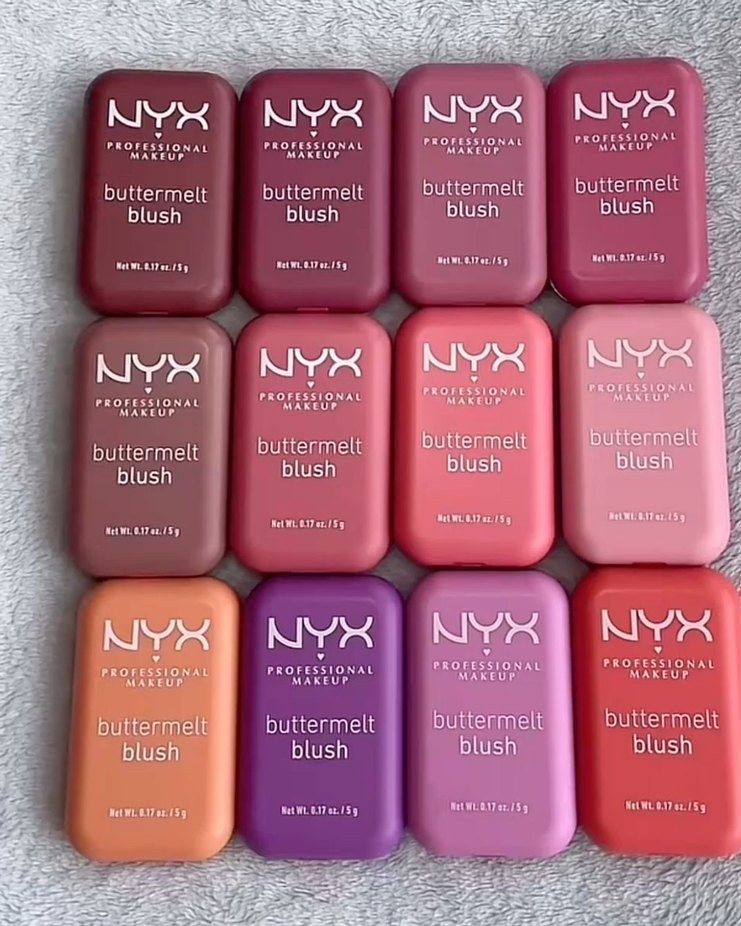 NYX
PROFESSIONAL
MAKEUP
buttermelt
blush
Net Wt. 0.17 oz. / 5 g
NYX
PROFESSIONAL
MAKEUP
buttermelt
blush
Net Wt. 0.17 oz. / 5 g
NYX
PROFESSIONAL
MAKEUP
buttermelt
blush
Net Wt. 0.17 oz. / 5 g
NYX
PROFESSIONAL
MAKEUP
buttermelt
blush
Net Wt. 0.17 oz. / 5 g
NYX
PROFESSIONAL
MAKEUP
buttermelt
blush
Net Wt. 0.17 oz. / 5 g
NYX
PROFESSIONAL
MAKEUP
buttermelt
blush
Net Wt. 0.17 oz. / 5 g
NYX
PROFESSIONAL
MAKEUP
buttermelt
blush
Net Wt. 0.17 oz. / 5 g
NYX
PROFESSIONAL
MAKEUP
buttermelt
blush
Net Wt. 0.17 oz. / 5 g
NYX
PROFESSIONAL
MAKEUP
buttermelt
blush
Net Wt. 0.17 oz. / 5 g
NYX
PROFESSIONAL
MAKEUP
buttermelt
blush
Net Wt. 0.17 oz. / 5 g
NYX
PROFESSIONAL
MAKEUP
buttermelt
blush
Net Wt. 0.17 oz. / 5 g
NYX
PROFESSIONAL
MAKEUP
buttermelt
blush
Net Wt. 0.17 oz. / 5 g